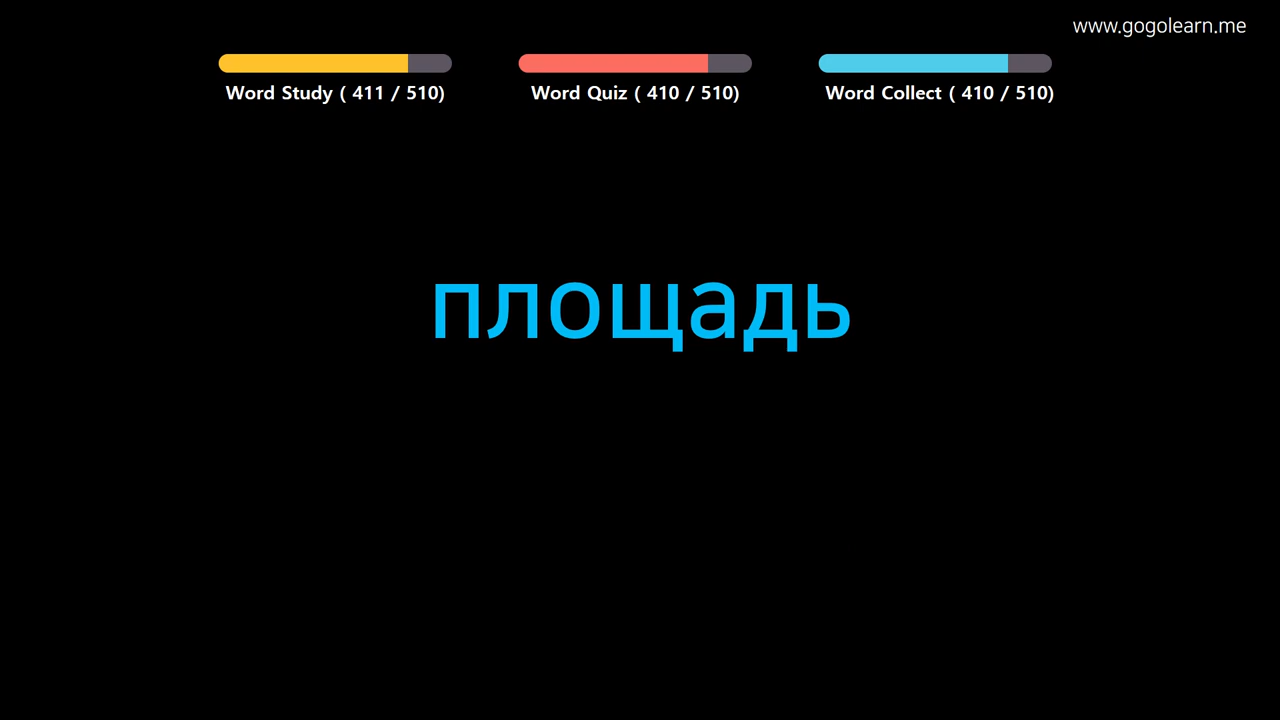 www.gogolearn.me
Word Study ( 411 / 510)
Word Quiz ( 410 / 510)
Word Collect ( 410 / 510)
площадь